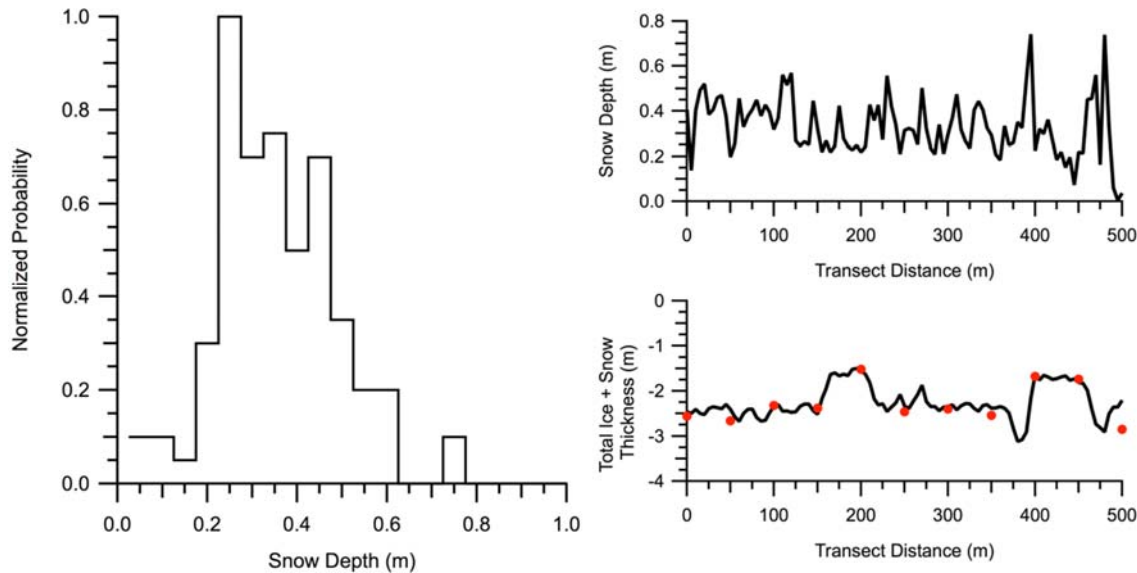 Normalized Probability
1.0
0.8
0.6
0.4
0.2
0.0
0.0 0.2 0.4 0.6 0.8 1.0
Snow Depth (m)
Snow Depth (m)
0.8
0.6
0.4
0.2
0.0
0 100 200 300 400 500
Transect Distance (m)
Total Ice + Snow
Thickness (m)
0
-1
-2
-3
-4
0 100 200 300 400 500
Transect Distance (m)